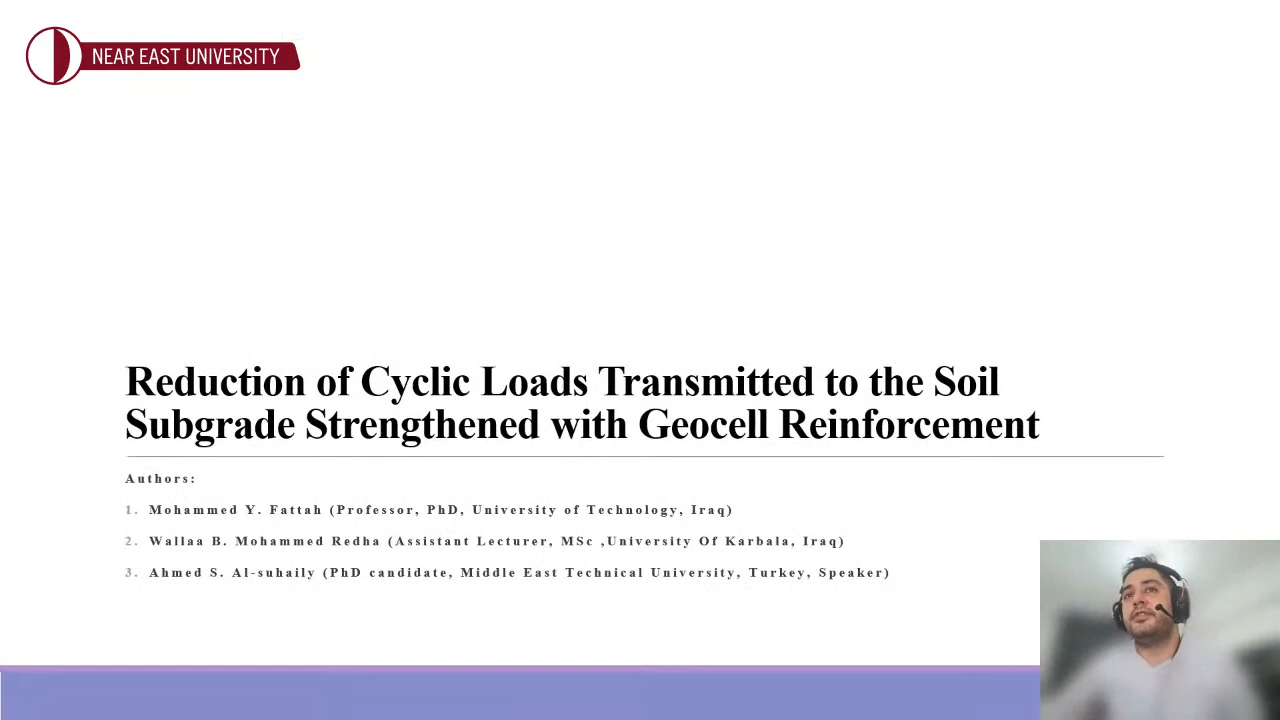 NEAR EAST UNIVERSITY
Reduction of Cyclic Loads Transmitted to the Soil
Subgrade Strengthened with Geocell Reinforcement
Authors:
1. Mohammed Y. Fattah (Professor, PhD, University of Technology, Iraq)
2. Wallaa B. Mohammed Redha (Assistant Lecturer, MSc ,University Of Karbala, Iraq)
3. Ahmed S. Al-suhaily (PhD candidate, Middle East Technical University, Turkey, Speaker)